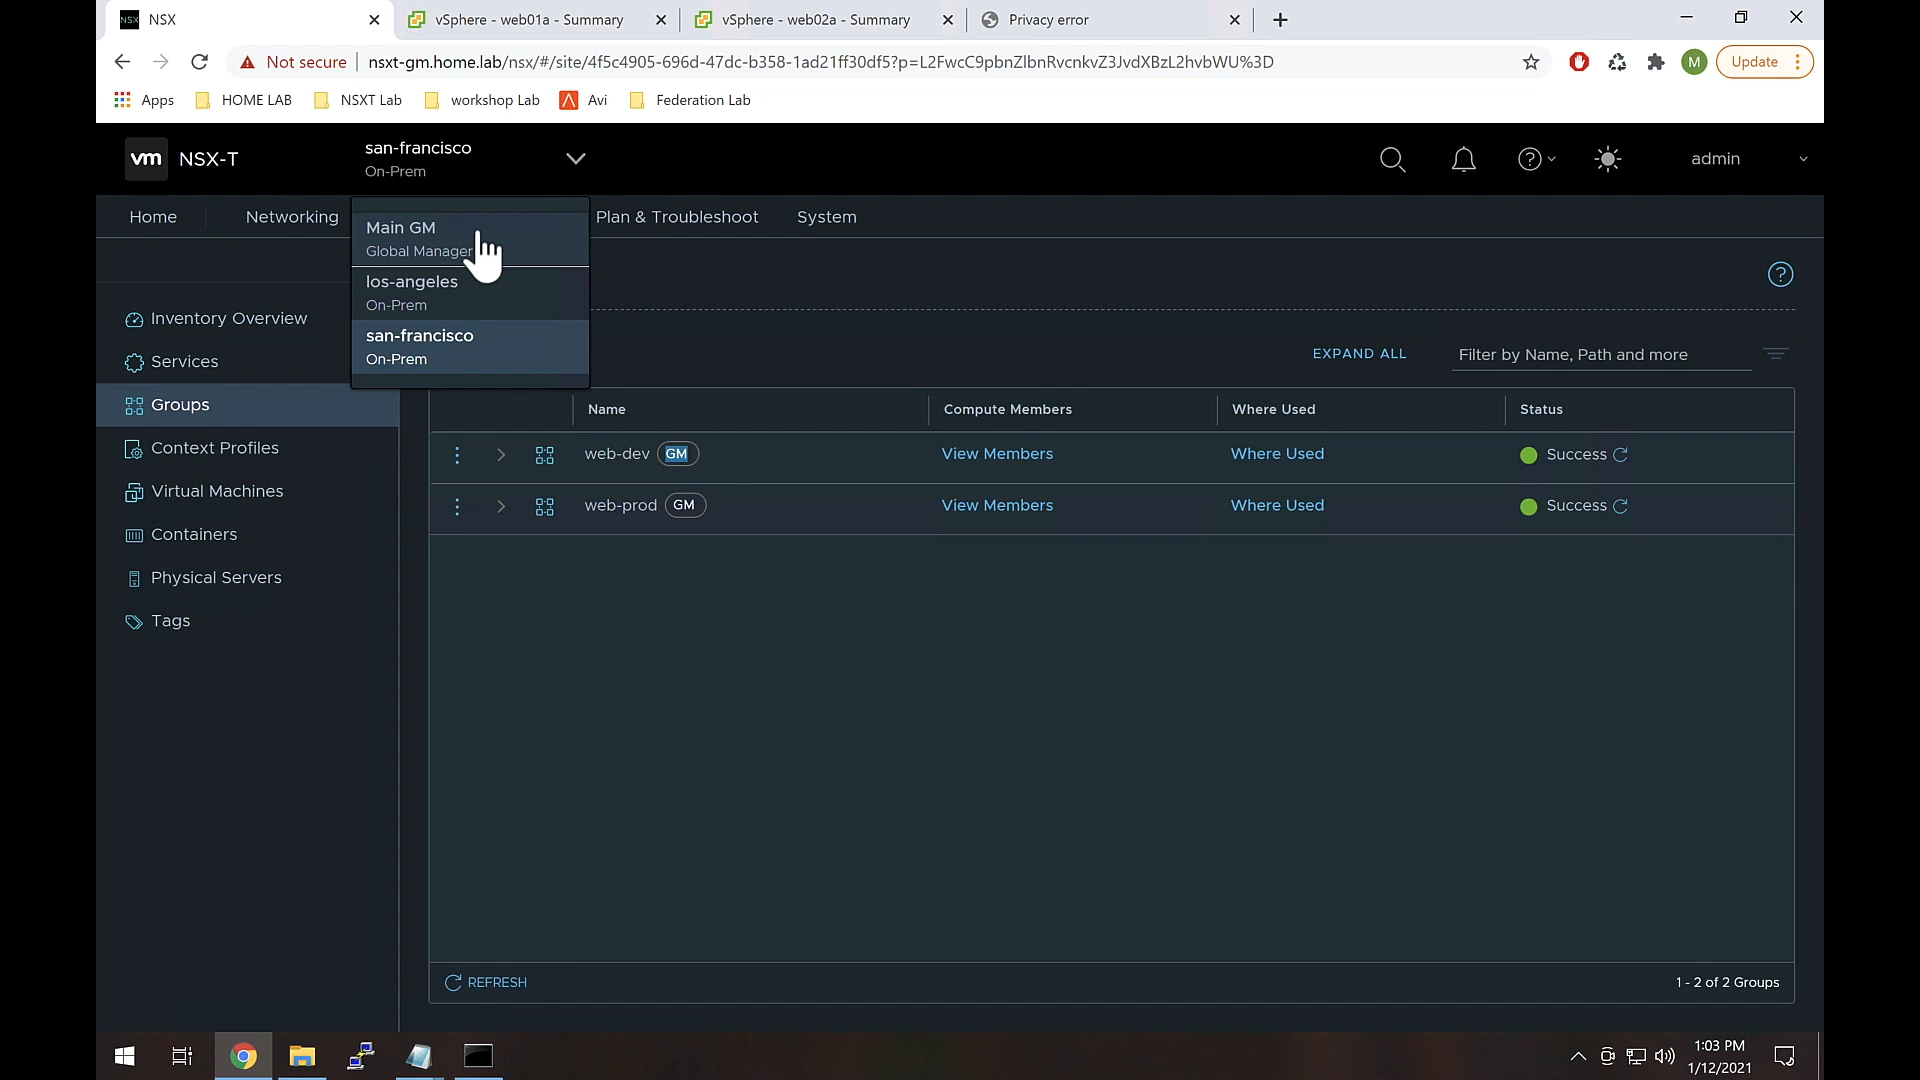 NSX
vSphere - web01a - Summary
vSphere - web02a - Summary
Privacy error
Not secure
nsxt-gm.home.lab/nsx/#/site/4f5c4905-696d-47dc-b358-1ad21ff30df5?p=L2FwcC9pbnZlbnRvcnkvZ3JvdXBzL2hvbWU%3D
M
Update
Apps
HOME LAB
NSXT Lab
workshop Lab
Avi
Federation Lab
vm
NSX-T
san-francisco
On-Prem
admin
Home
Networking
Plan & Troubleshoot
System
Main GM
Global Manager
los-angeles
On-Prem
san-francisco
On-Prem
Inventory Overview
Services
Groups
Context Profiles
Virtual Machines
Containers
Physical Servers
Tags
EXPAND ALL
Filter by Name, Path and more
Name
Compute Members
Where Used
Status
web-dev GM
View Members
Where Used
Success
web-prod GM
View Members
Where Used
Success
REFRESH
1 - 2 of 2 Groups
1:03 PM
1/12/2021